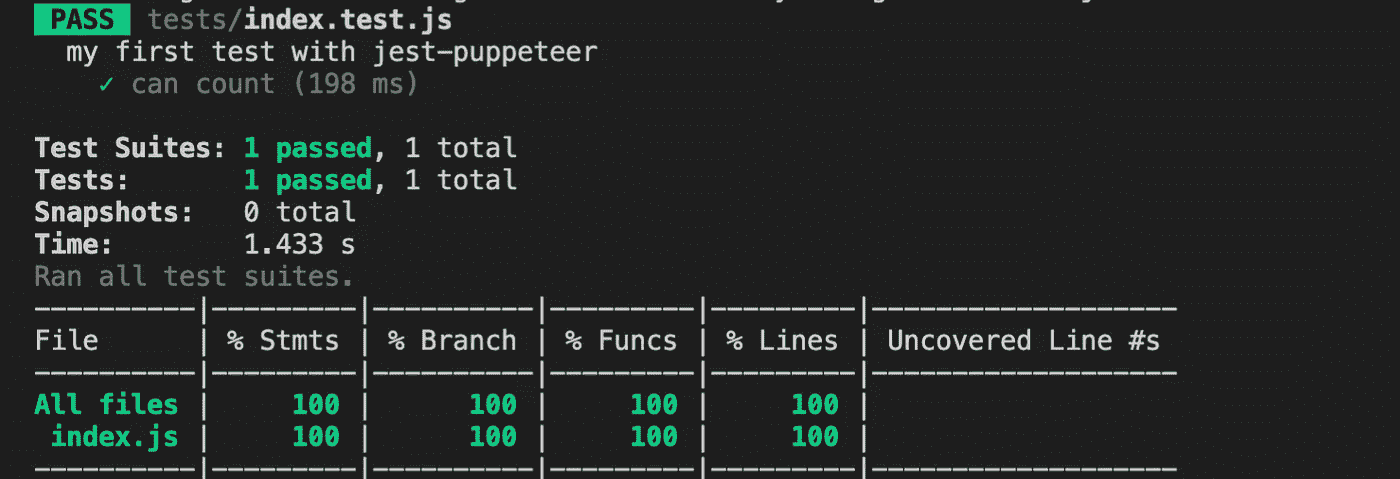 PASS tests/index.test.js
my first test with jest-puppeteer
✓ can count (198 ms)
Test Suites: 1 passed, 1 total
Tests: 1 passed, 1 total
Snapshots: 0 total
Time: 1.433 s
Ran all test suites.
----------|---------|----------|---------|---------|-------------------
File | % Stmts | % Branch | % Funcs | % Lines | Uncovered Line #s
----------|---------|----------|---------|---------|-------------------
All files | 100 | 100 | 100 | 100 |
index.js | 100 | 100 | 100 | 100 |
----------|---------|----------|---------|---------|-------------------